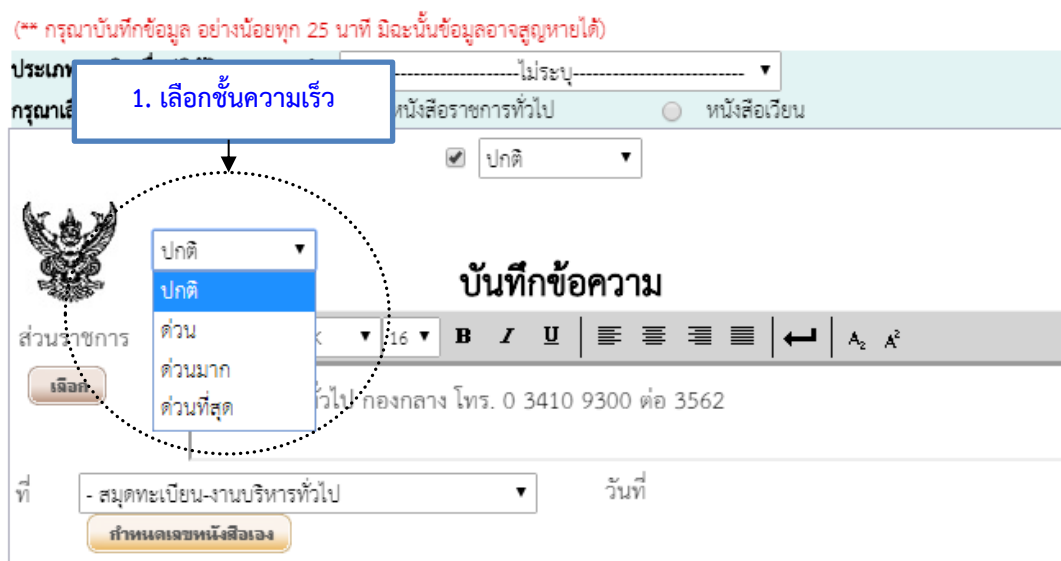 (** กรุณาบันทึกข้อมูล อย่างน้อยทุก 25 นาที มิฉะนั้นข้อมูลอาจสูญหายได้)
ประเภท -------------------ไม่ระบุ--------------------------
1. เลือกชั้นความเร็ว
กรุณาเลื หนังสือราชการทั่วไป หนังสือเวียน
ปกติ
ปกติ
ปกติ
บันทึกข้อความ
ด่วน
ส่วนราชการ 16 B I U A2 A2
ด่วนมาก
เลือก
ด่วนที่สุด
ทั่วไป กองกลาง โทร. 0 3410 9300 ต่อ 3562
ที่ - สมุดทะเบียน-งานบริหารทั่วไป วันที่
กำหนดเลขหนังสือเอง